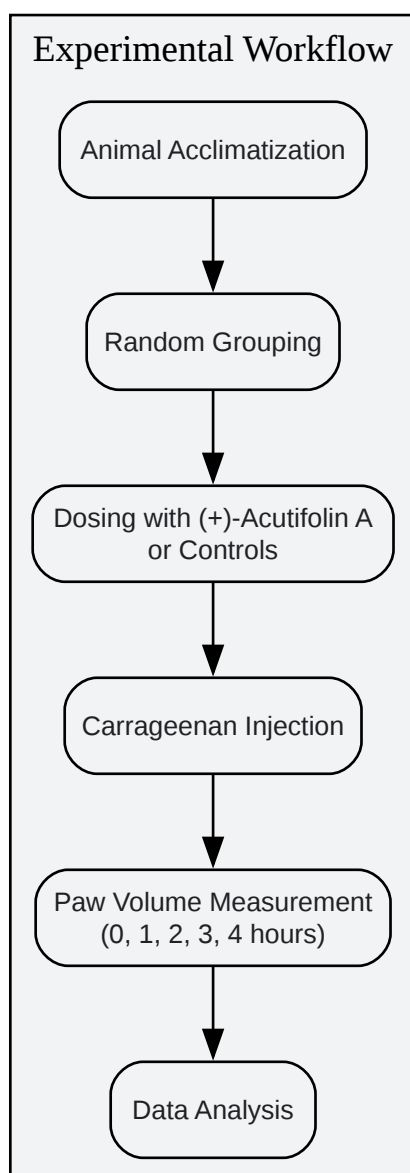 Experimental Workflow
Animal Acclimatization
Random Grouping
Dosing with (+)-Acutifolin A
or Controls
Carrageenan Injection
Paw Volume Measurement
(0, 1, 2, 3, 4 hours)
Data Analysis